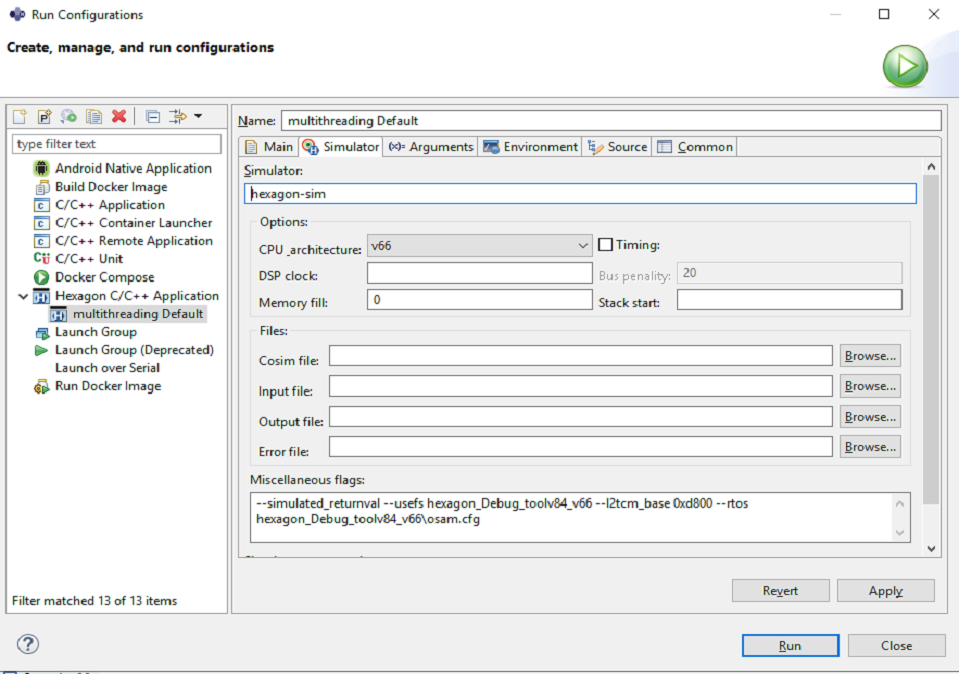 Run Configurations
Create, manage, and run configurations
type filter text
Android Native Application
Build Docker Image
C/C++ Application
C/C++ Container Launcher
C/C++ Remote Application
C/C++ Unit
Docker Compose
Hexagon C/C++ Application
multithreading Default
Launch Group
Launch Group (Deprecated)
Launch over Serial
Run Docker Image
Filter matched 13 of 13 items
Name: multithreading Default
Main Simulator Arguments Environment Source Common
Simulator:
hexagon-sim
Options:
CPU_architecture: v66 Timing:
DSP clock: Bus penality: 20
Memory fill: 0 Stack start:
Files:
Cosim file: Browse...
Input file: Browse...
Output file: Browse...
Error file: Browse...
Miscellaneous flags:
--simulated_returnval --usefs hexagon_Debug_toolv84_v66 --l2tcm_base 0xd800 --rtos
hexagon_Debug_toolv84_v66\osam.cfg
Revert Apply
Run Close